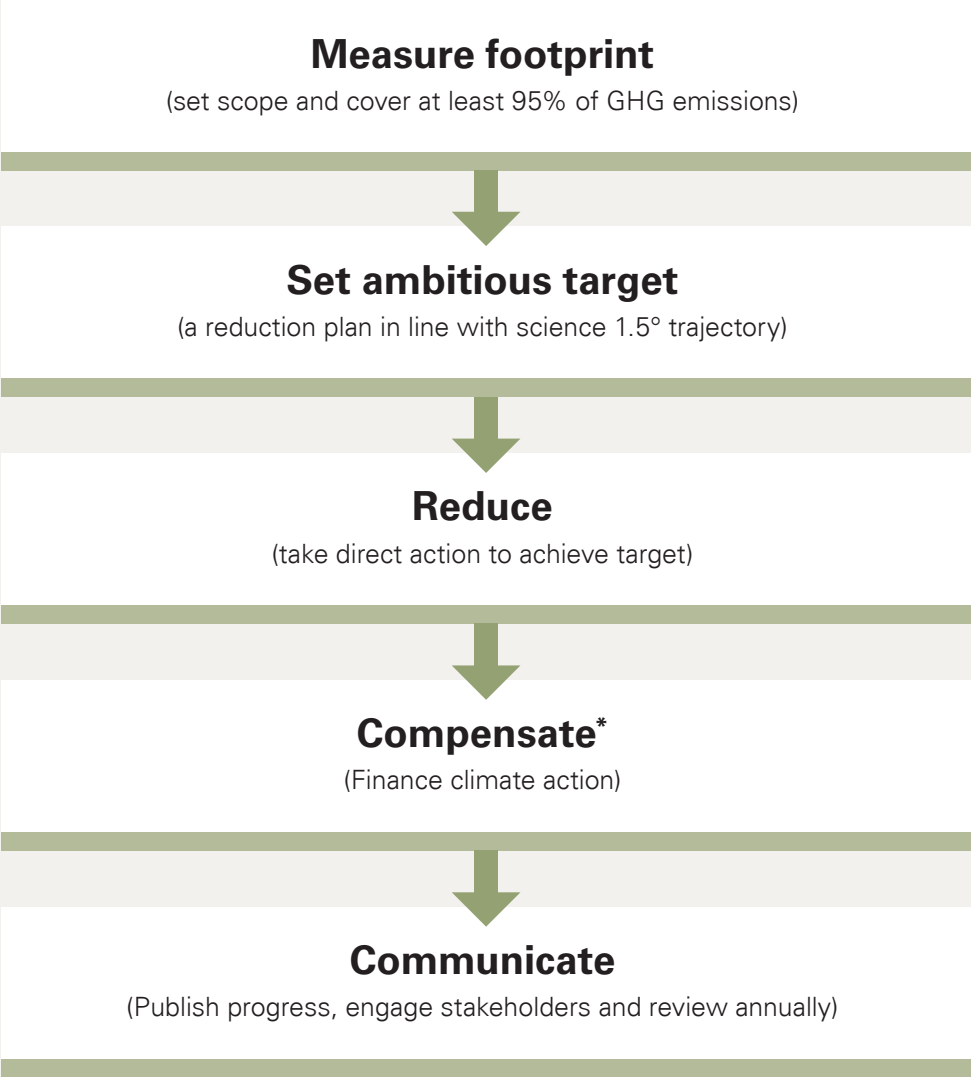 Measure footprint
(set scope and cover at least 95% of GHG emissions)
Set ambitious target
(a reduction plan in line with science 1.5° trajectory)
Reduce
(take direct action to achieve target)
Compensate*
(Finance climate action)
Communicate
(Publish progress, engage stakeholders and review annually)